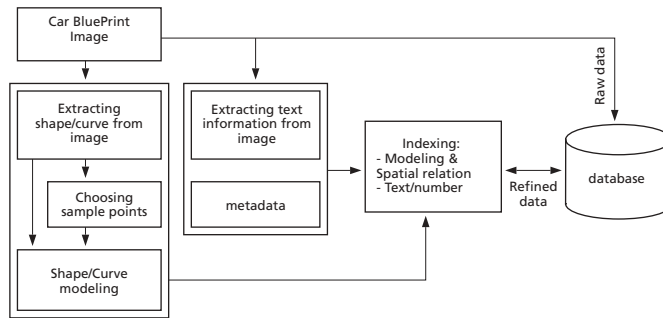 Car BluePrint
Image
Extracting
shape/curve from
image
Choosing
sample points
Shape/Curve
modeling
Extracting text
information from
image
metadata
Indexing:
- Modeling &
Spatial relation
- Text/number
Refined
data
Raw data
database